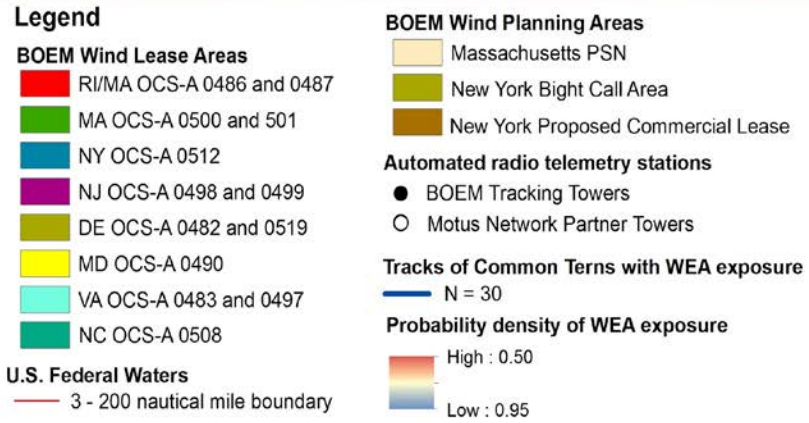 Legend
BOEM Wind Lease Areas
RI/MA OCS-A 0486 and 0487
MA OCS-A 0500 and 501
NY OCS-A 0512
NJ OCS-A 0498 and 0499
DE OCS-A 0482 and 0519
MD OCS-A 0490
VA OCS-A 0483 and 0497
NC OCS-A 0508
U.S. Federal Waters
3 - 200 nautical mile boundary
BOEM Wind Planning Areas
Massachusetts PSN
New York Bight Call Area
New York Proposed Commercial Lease
Automated radio telemetry stations
BOEM Tracking Towers
Motus Network Partner Towers
Tracks of Common Terns with WEA exposure
N = 30
Probability density of WEA exposure
High : 0.50
Low : 0.95